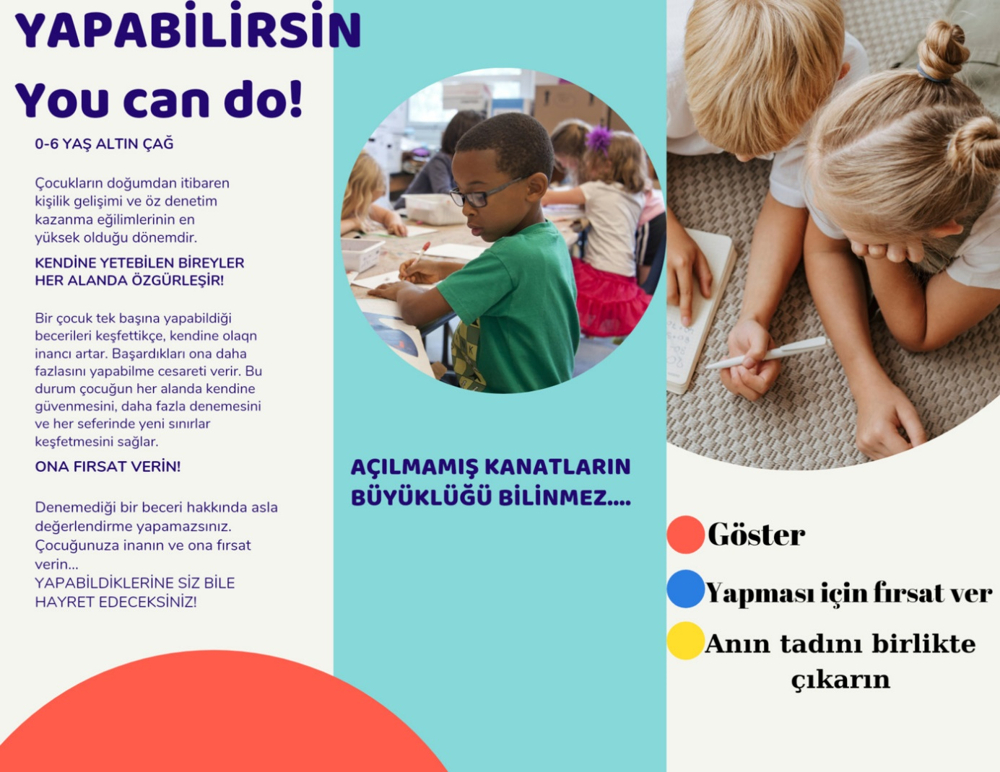 YAPABİLİRSİN
You can do!
0-6 YAŞ ALTIN ÇAĞ
Çocukların doğumdan itibaren
kişilik gelişimi ve öz denetim
kazanma eğilimlerinin en
yüksek olduğu dönemdir.
KENDİNE YETEBİLEN BİREYLER
HER ALANDA ÖZGÜRLEŞİR!
Bir çocuk tek başına yapabildiği
becerileri keşfettikçe, kendine olaqn
inancı artar. Başardıkları ona daha
fazlasını yapabilme cesareti verir. Bu
durum çocuğun her alanda kendine
güvenmesini, daha fazla denemesini
ve her seferinde yeni sınırlar
keşfetmesini sağlar.
ONA FIRSAT VERİN!
Denemediği bir beceri hakkında asla
değerlendirme yapamazsınız.
Çocuğunuza inanın ve ona fırsat
verin...
YAPABİLDİKLERİNE SİZ BİLE
HAYRET EDECEKSİNİZ!
AÇILMAMIŞ KANATLARIN
BÜYÜKLÜĞÜ BİLİNMEZ....
Göster
Yapması için fırsat ver
Anın tadını birlikte
çıkarın